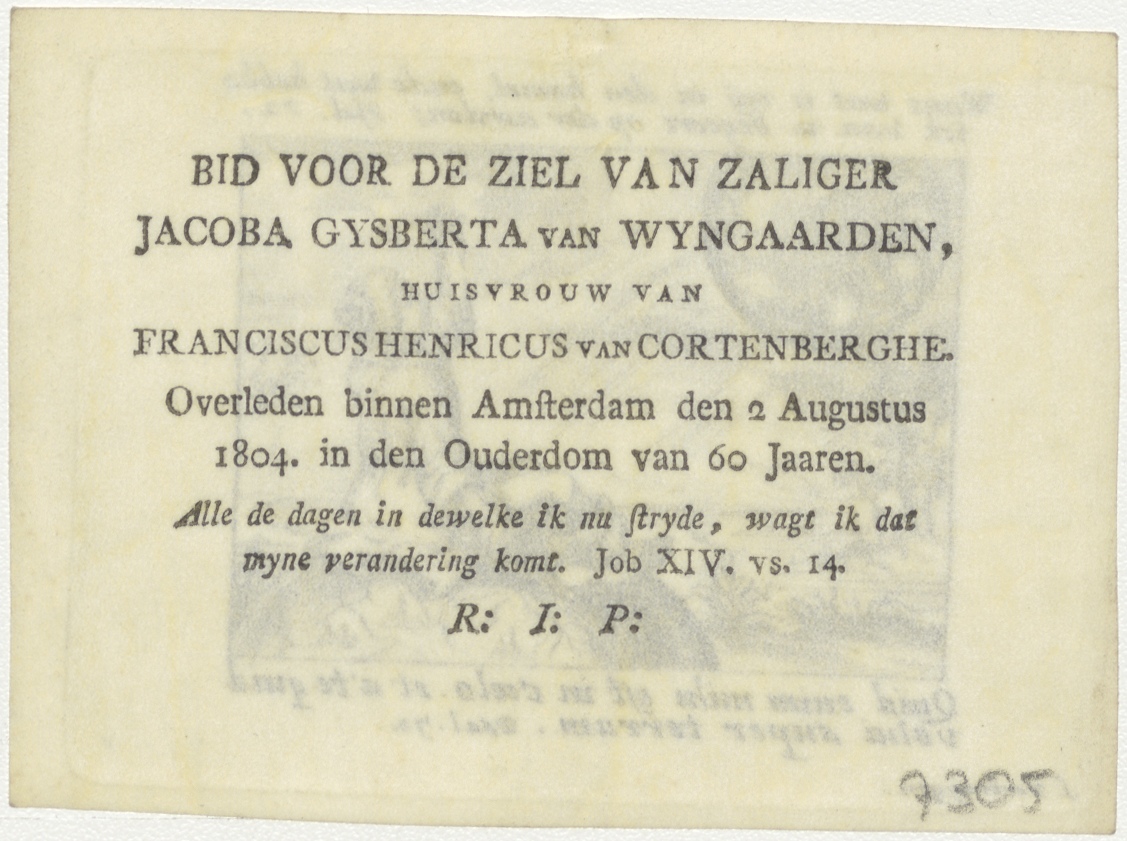 BID VOOR DE ZIEL VAN ZALIGER
JACOBA GYSBERTA VAN WYNGAARDEN,
HUISVROUW VAN
FRANCISCUS HENRICUS VAN CORTENBERGHE.
Overleden binnen Amſterdam den 2 Augustus
1804. in den Ouderdom van 60 Jaaren.
Alle de dagen in dewelke ik nu ſtryde, wagt ik dat
myne verandering komt. Job XIV. vs. 14.
R: I: P:
7305